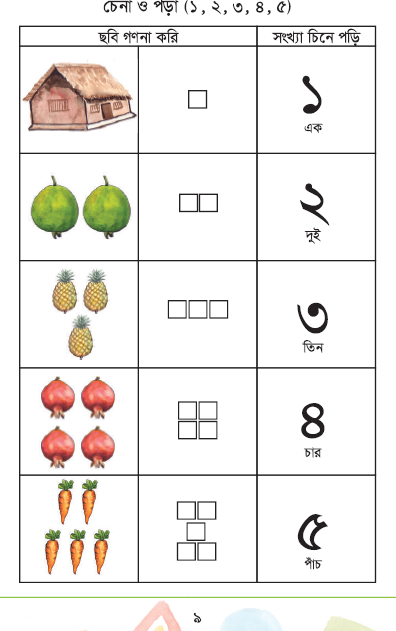 চেনা ও পড়া (১, ২, ৩, ৪, ৫)
ছবি গণনা করি
সংখ্যা চিনে পড়ি
১
এক
২
দুই
৩
তিন
৪
চার
৫
পাঁচ
৯